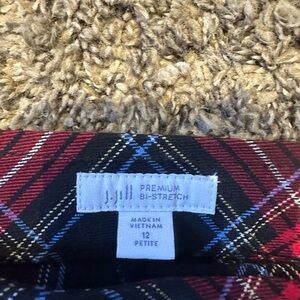 J.Jill PREMIUM
BI-STRETCH
MADE IN
VIETNAM
12
PETITE